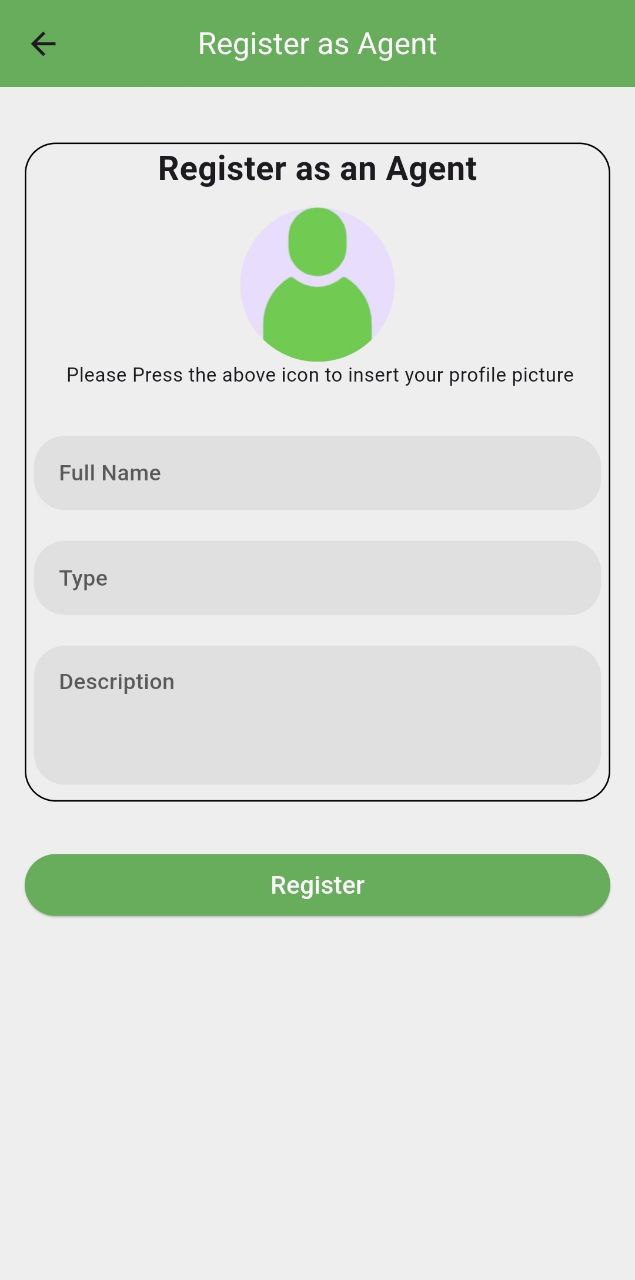 Register as Agent
Register as an Agent
Please Press the above icon to insert your profile picture
Full Name
Type
Description
Register